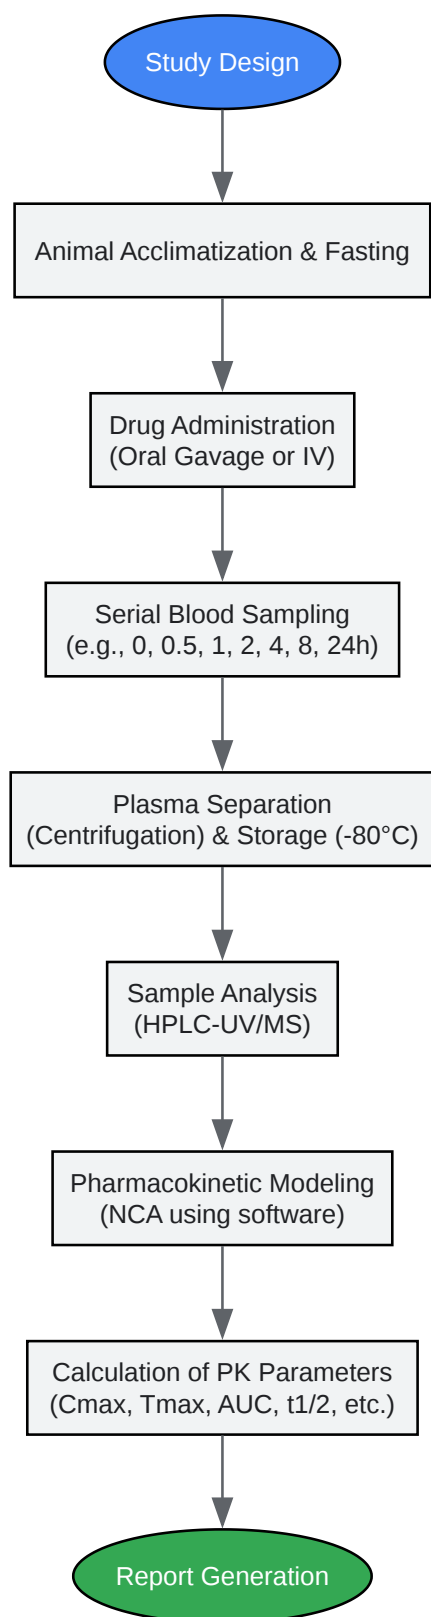 Study Design
Animal Acclimatization & Fasting
Drug Administration
(Oral Gavage or IV)
Serial Blood Sampling
(e.g., 0, 0.5, 1, 2, 4, 8, 24h)
Plasma Separation
(Centrifugation) & Storage (-80°C)
Sample Analysis
(HPLC-UV/MS)
Pharmacokinetic Modeling
(NCA using software)
Calculation of PK Parameters
(Cmax, Tmax, AUC, t1/2, etc.)
Report Generation